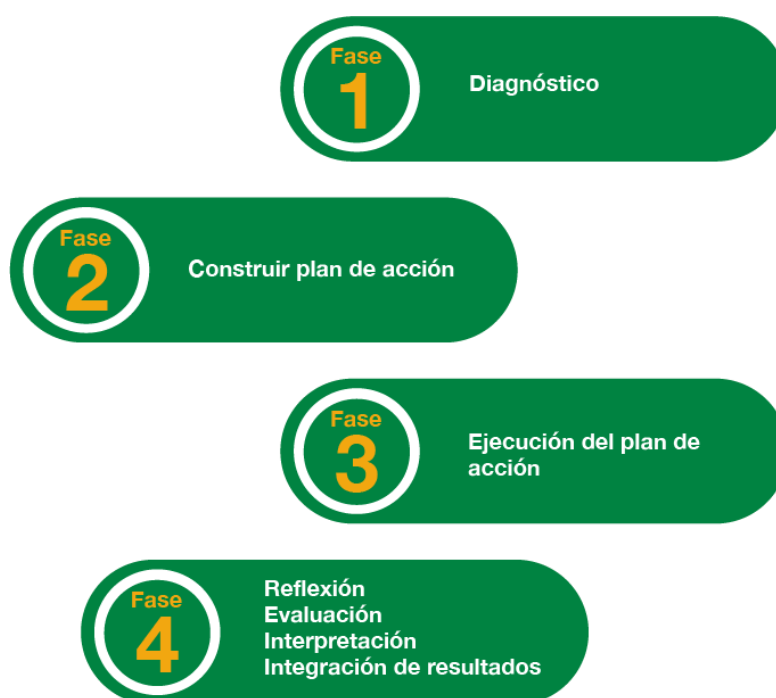 Fase
1
Diagnóstico
Fase
2
Construir plan de acción
Fase
3
Ejecución del plan de
acción
Fase
4
Reflexión
Evaluación
Interpretación
Integración de resultados